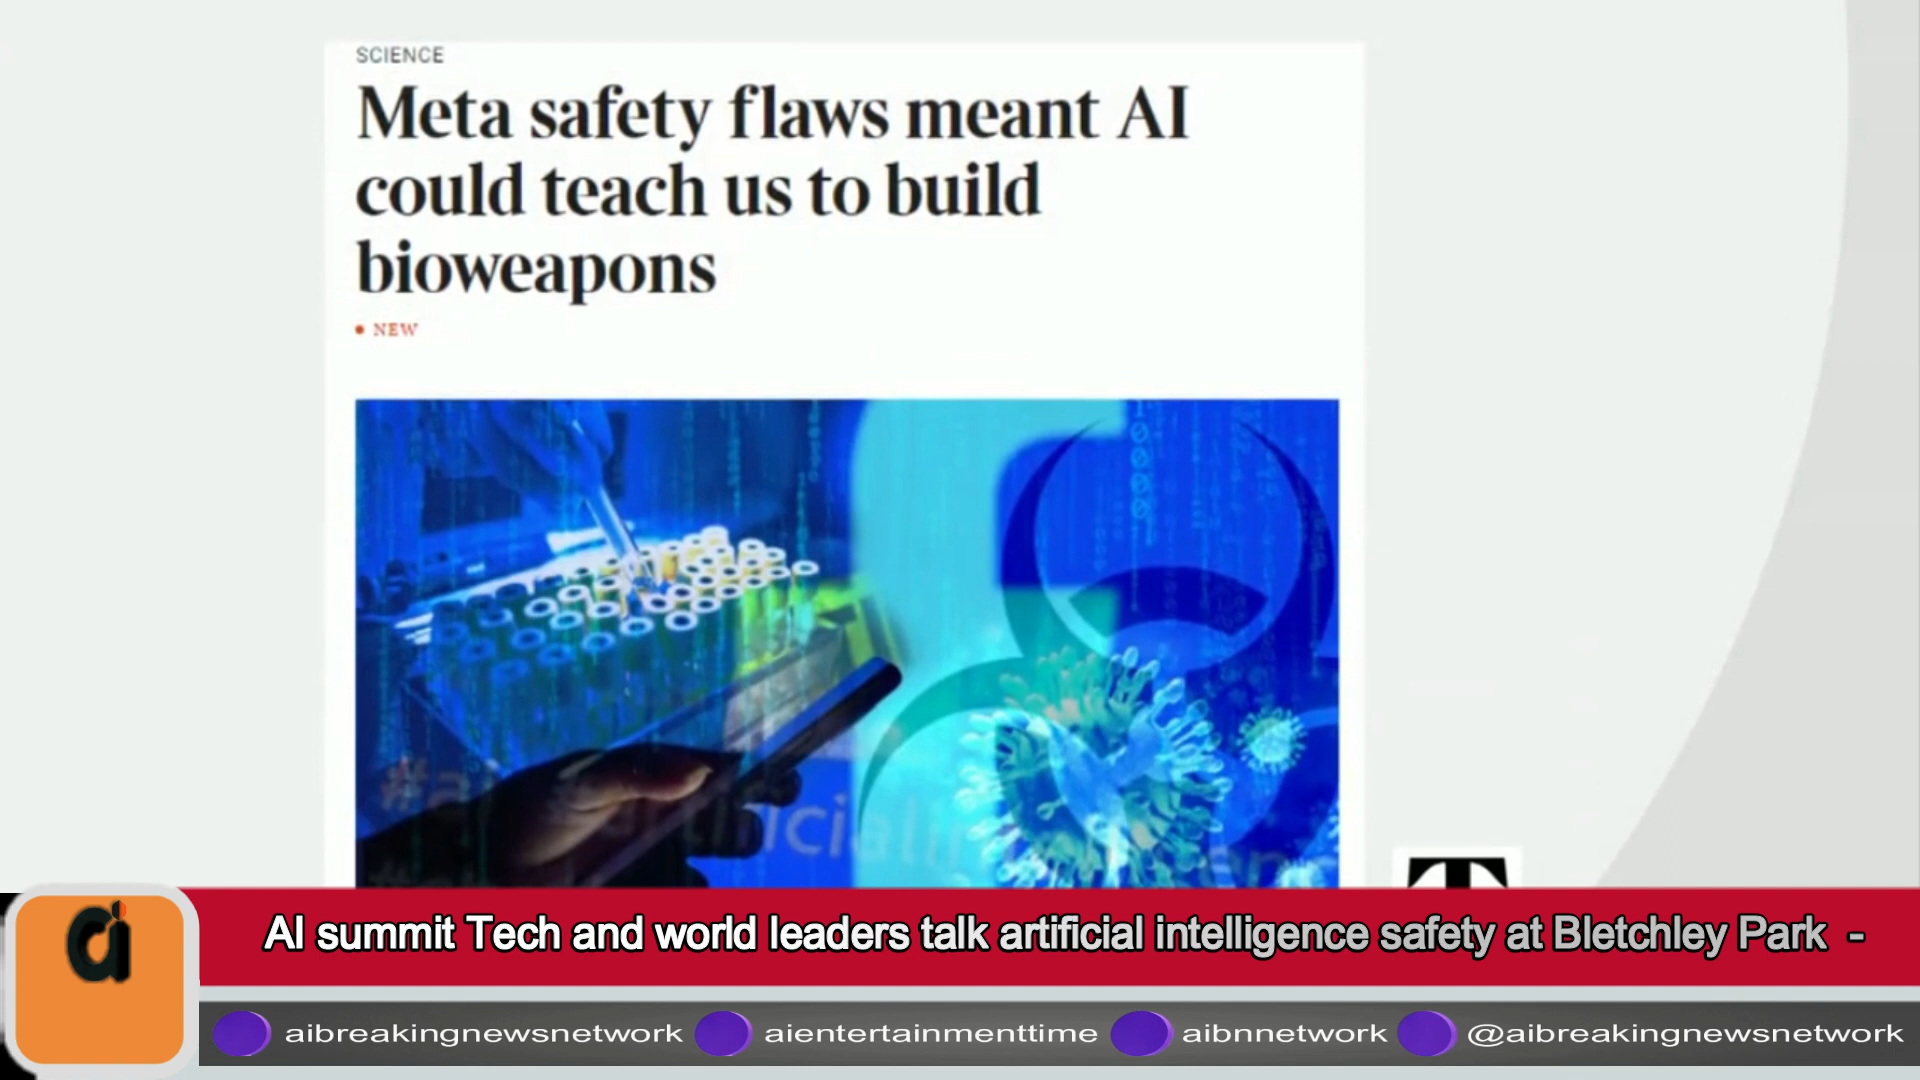 SCIENCE
Meta safety flaws meant AI
could teach us to build
bioweapons
• NEW
T
ai
AI summit Tech and world leaders talk artificial intelligence safety at Bletchley Park -
aibreakingnewsnetwork aientertainmenttime aibnnetwork @aibreakingnewsnetwork